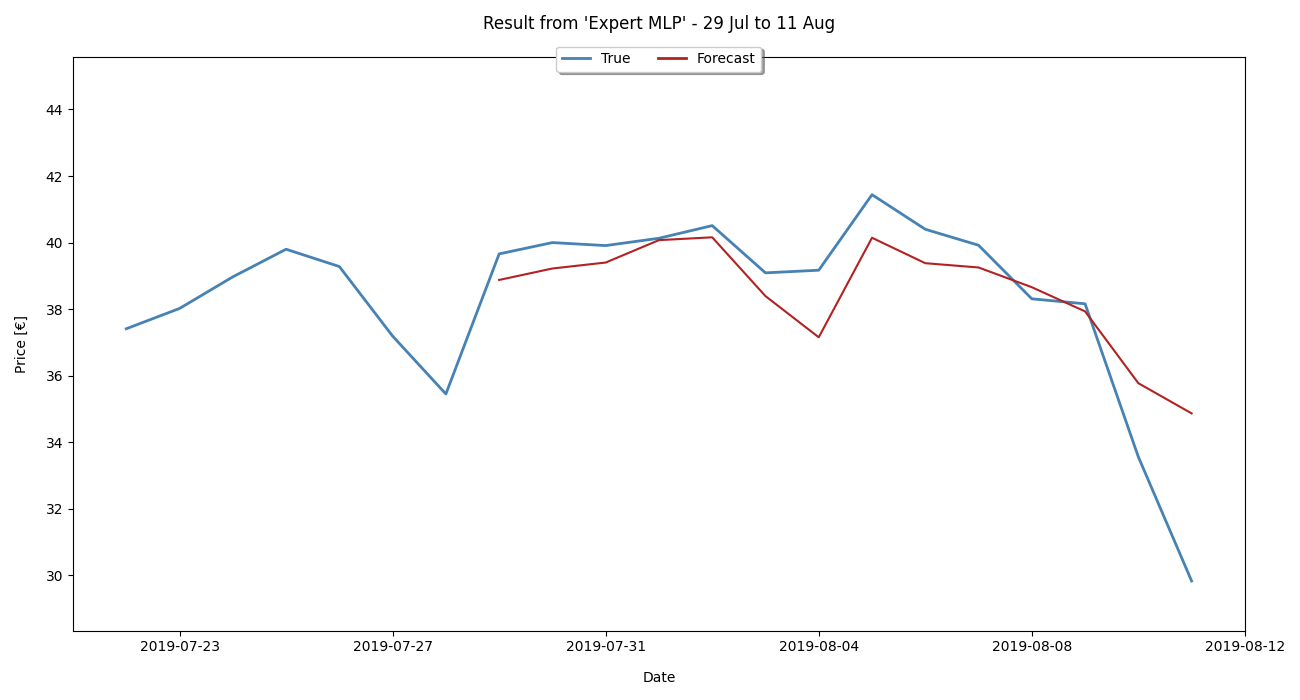 Result from 'Expert MLP' - 29 Jul to 11 Aug
True Forecast
44
42
40
38
36
34
32
30
Price [€]
2019-07-23 2019-07-27 2019-07-31 2019-08-04 2019-08-08 2019-08-12
Date